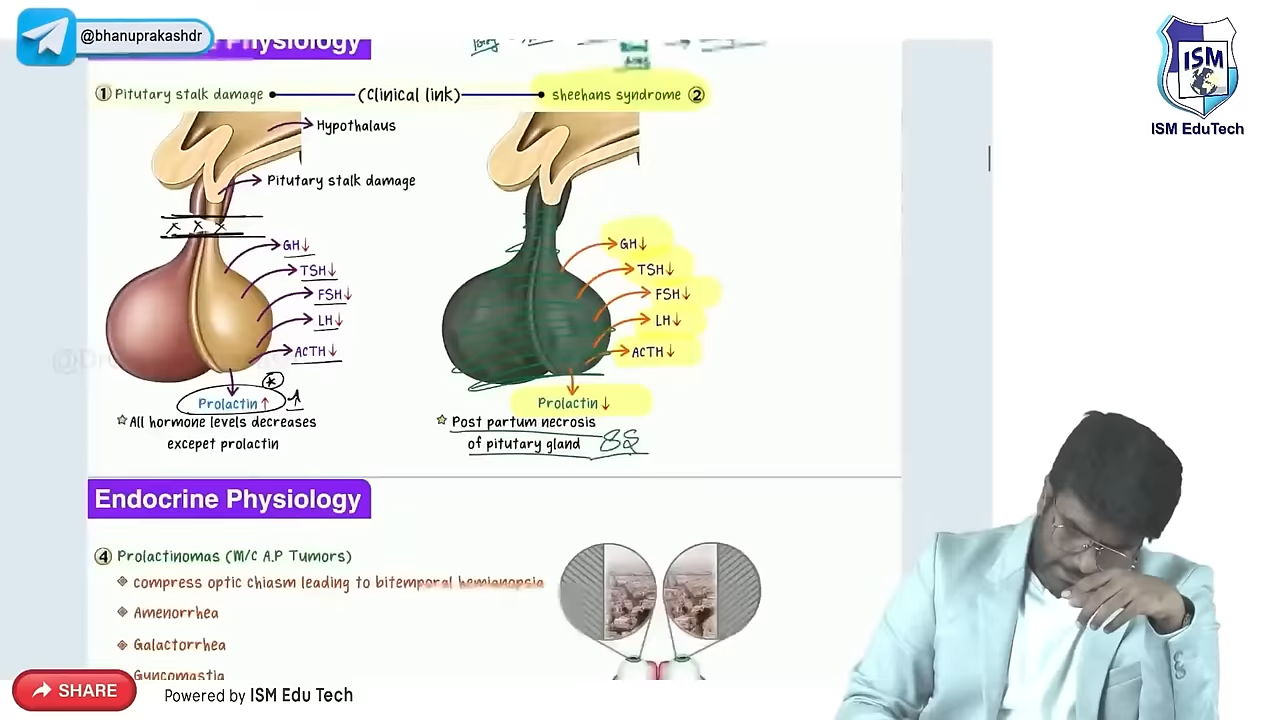 @bhanuprakashdr
Physiology
① Pitutary stalk damage (Clinical link) sheehans syndrome ②
Hypothalaus
Pitutary stalk damage
x x x
GH↓
TSH↓
FSH↓
LH↓
ACTH↓
Prolactin↑ ↑
☆All hormone levels decreases
excepet prolactin
GH↓
TSH↓
FSH↓
LH↓
ACTH↓
Prolactin↓
☆ Post partum necrosis
of pitutary gland
Endocrine Physiology
④ Prolactinomas (M/C A.P Tumors)
❖ compress optic chiasm leading to bitemporal hemianopsia
❖ Amenorrhea
❖ Galactorrhea
Gyncomastia
SHARE
Powered by ISM Edu Tech
ISM
ISM EduTech